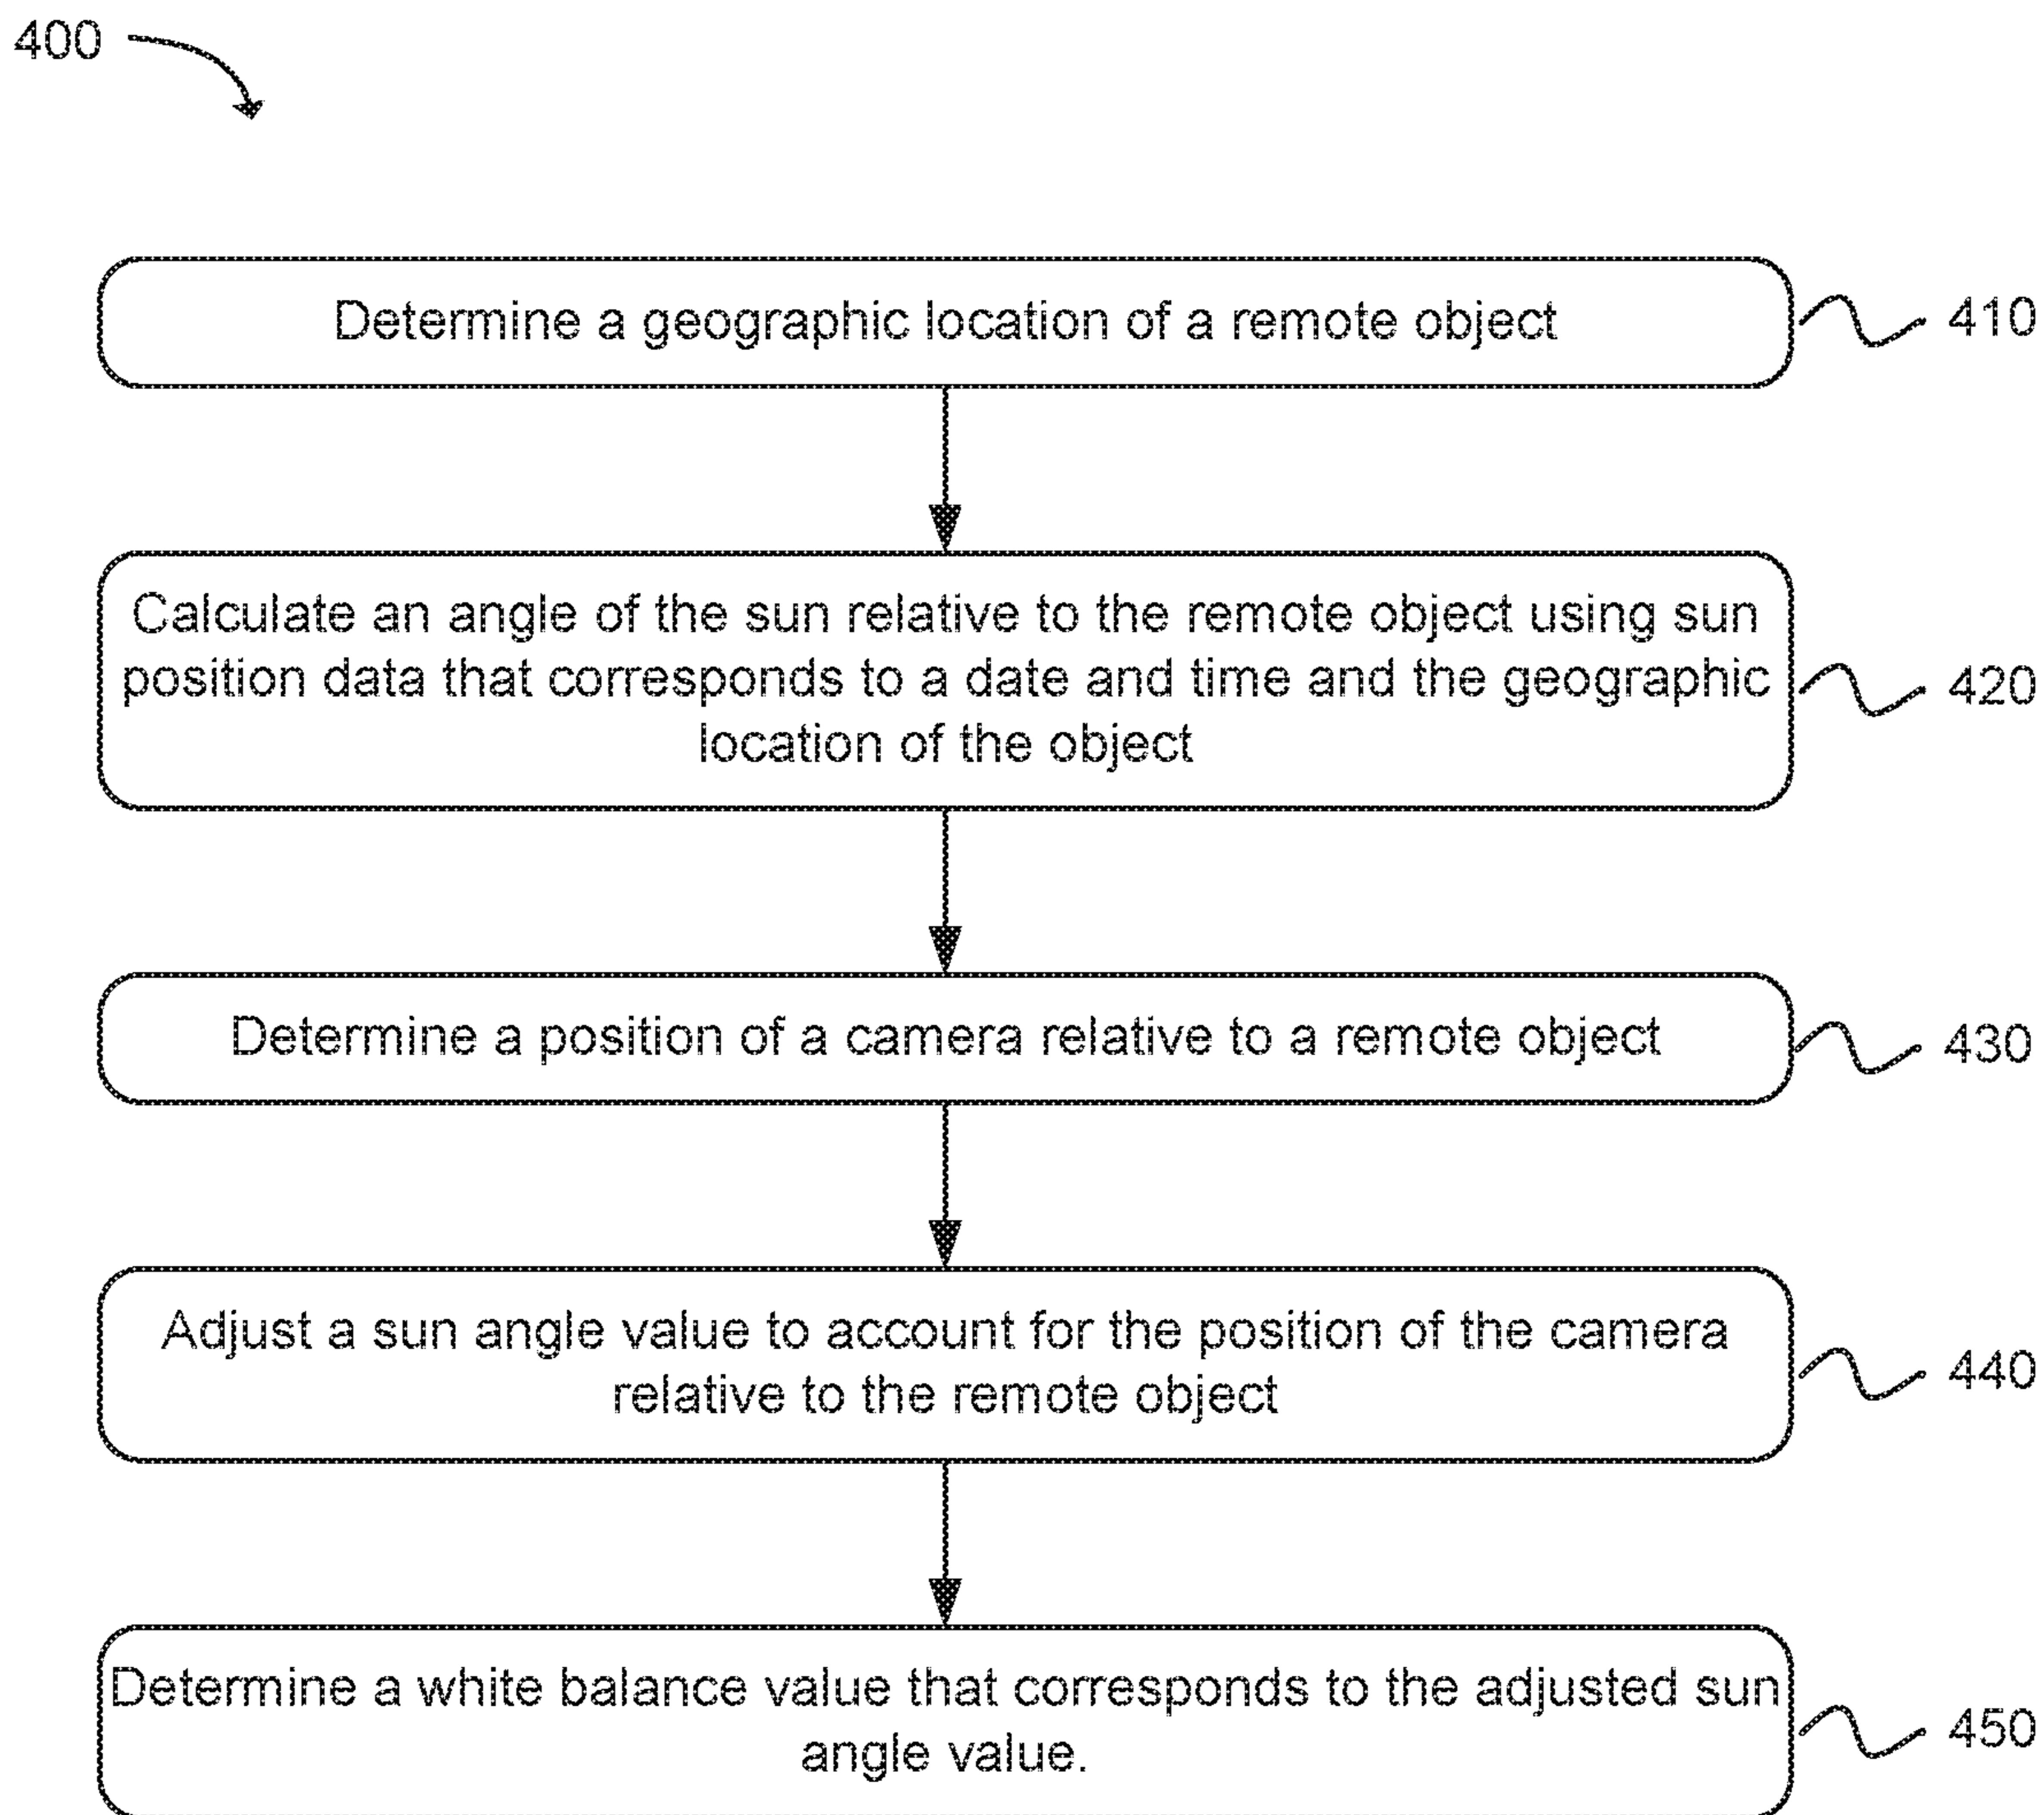 400
Determine a geographic location of a remote object
410
Calculate an angle of the sun relative to the remote object using sun
position data that corresponds to a date and time and the geographic
location of the object
420
Determine a position of a camera relative to a remote object
430
Adjust a sun angle value to account for the position of the camera
relative to the remote object
440
Determine a white balance value that corresponds to the adjusted sun
angle value.
450